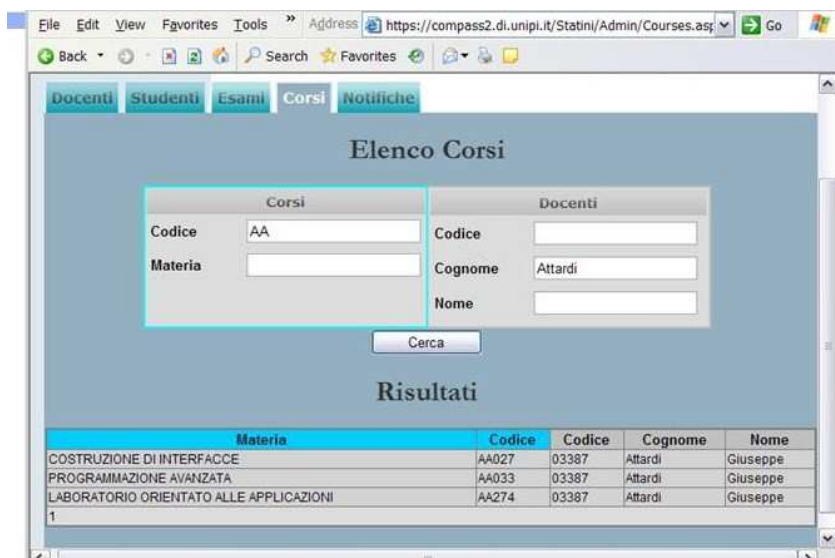 File Edit View Favorites Tools » Address https://compass2.di.unipi.it/Statini/Admin/Courses.asp Go
Back Search Favorites
Docenti Studenti Esami Corsi Notifiche
Elenco Corsi
Corsi Docenti
Codice AA Codice
Materia Cognome Attardi
Nome
Cerca
Risultati
Materia Codice Codice Cognome Nome
COSTRUZIONE DI INTERFACCE AA027 03387 Attardi Giuseppe
PROGRAMMAZIONE AVANZATA AA033 03387 Attardi Giuseppe
LABORATORIO ORIENTATO ALLE APPLICAZIONI AA274 03387 Attardi Giuseppe
1